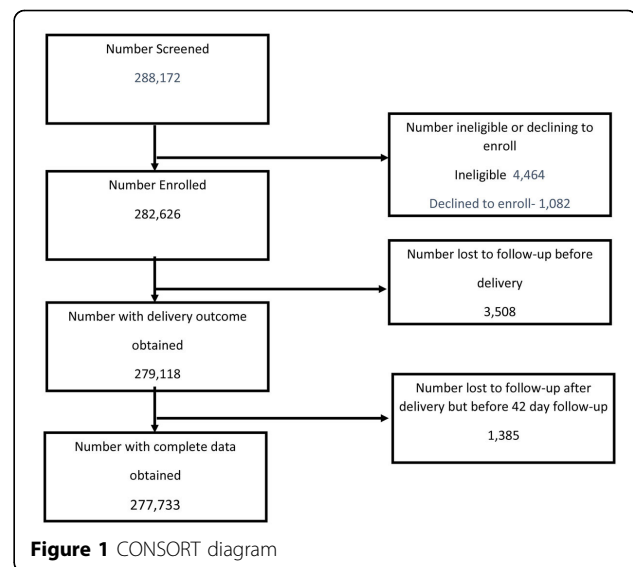 Number Screened
288,172
Number ineligible or declining to
enroll
Ineligible 4,464
Declined to enroll- 1,082
Number Enrolled
282,626
Number lost to follow-up before
delivery
3,508
Number with delivery outcome
obtained
279,118
Number lost to follow-up after
delivery but before 42 day follow-up
1,385
Number with complete data
obtained
277,733
Figure 1 CONSORT diagram